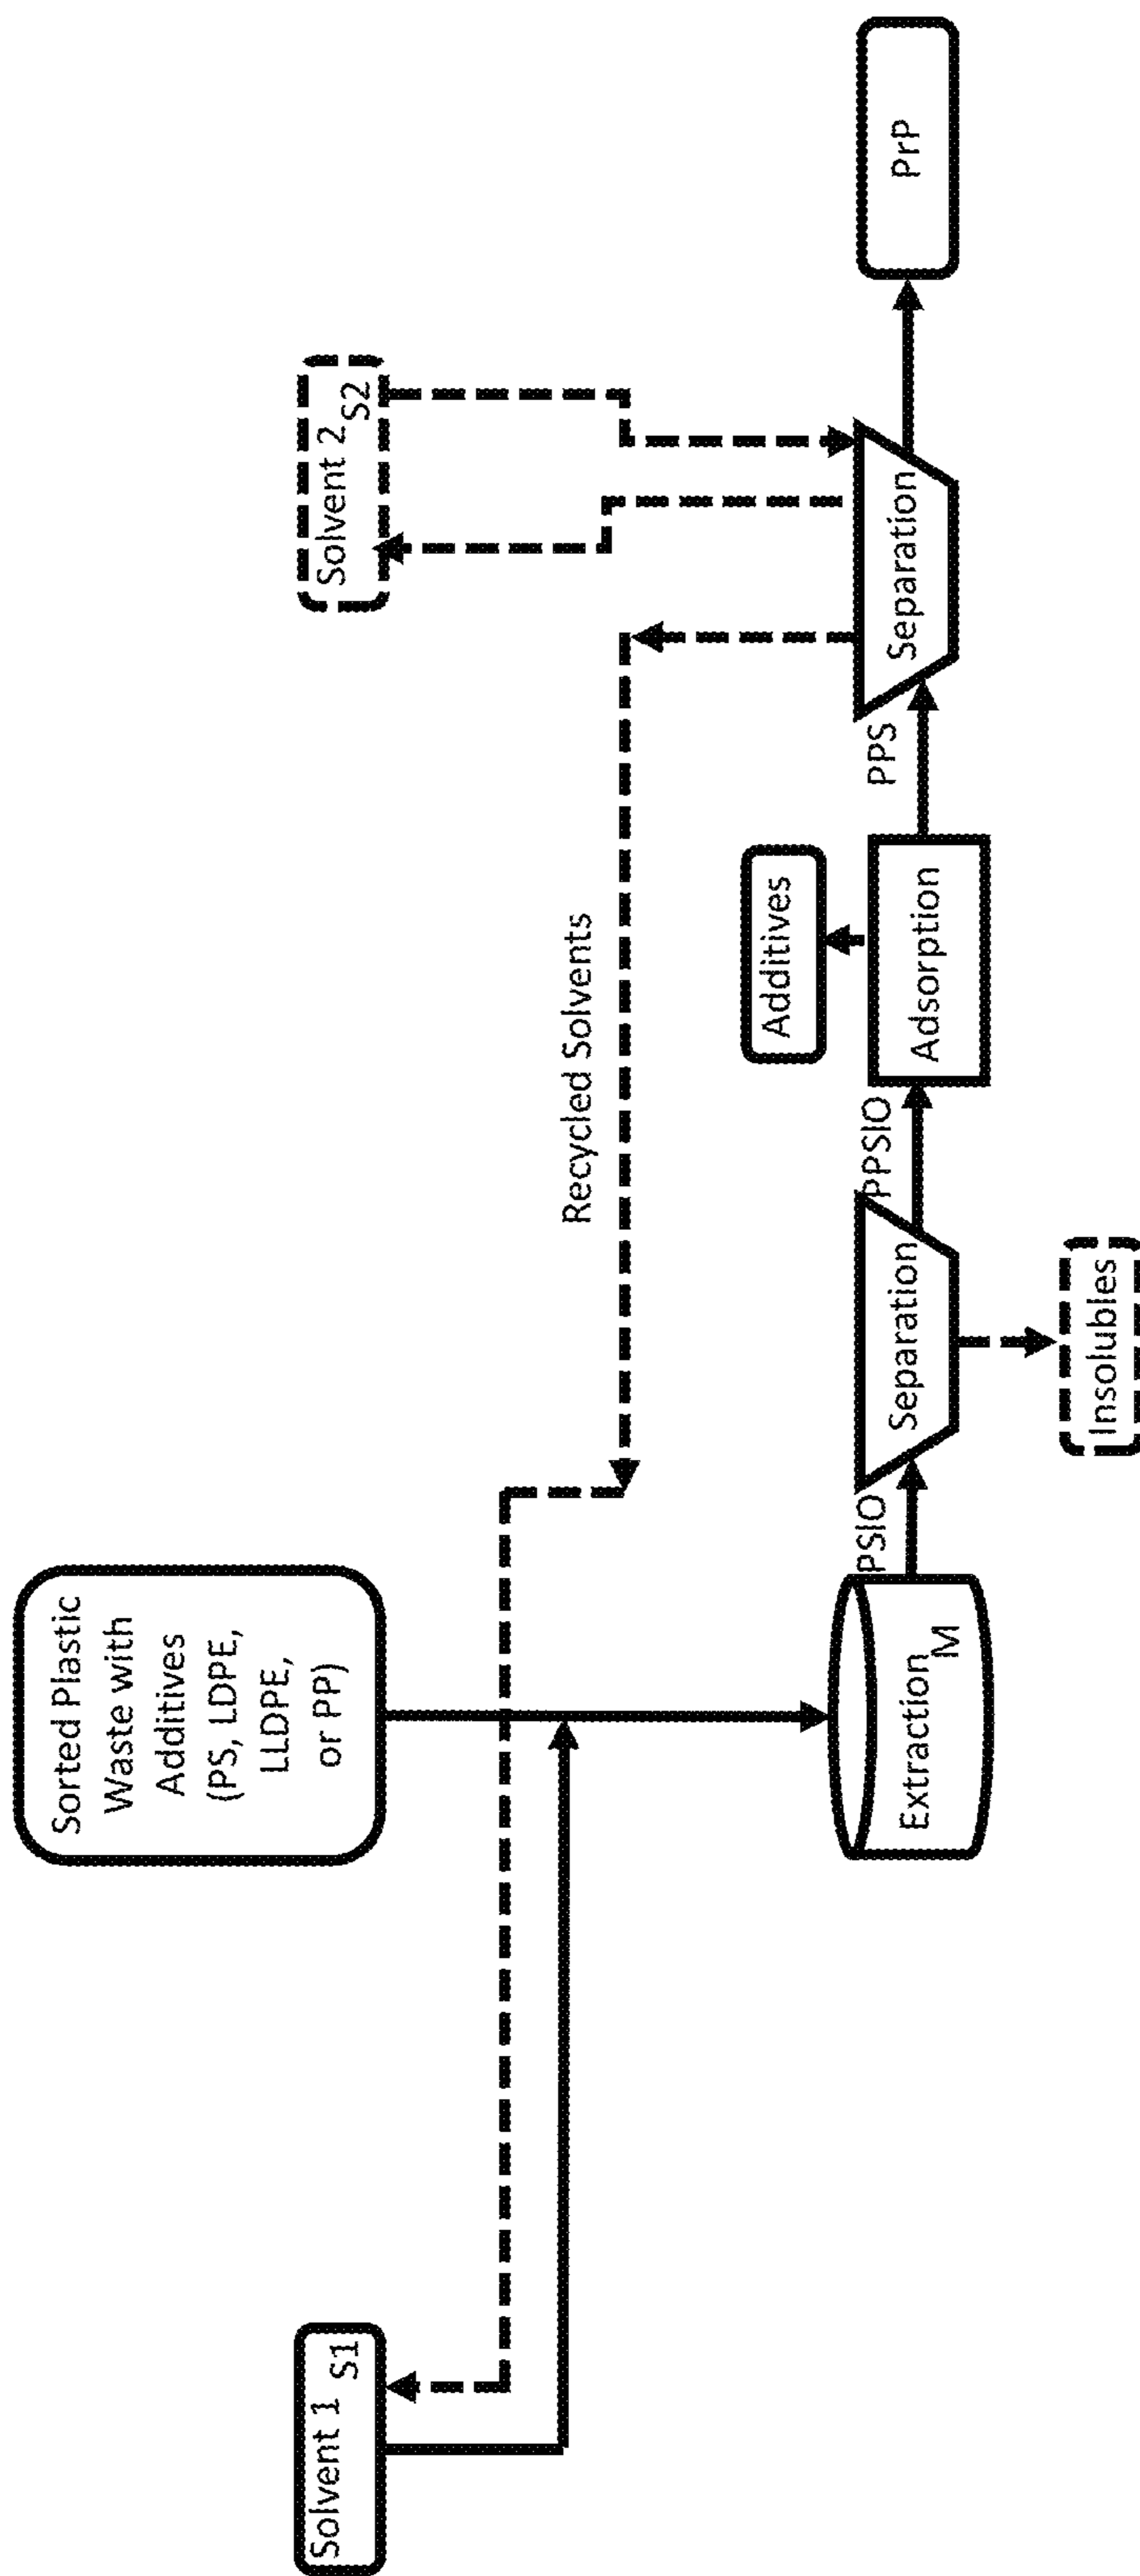 Sorted Plastic
Waste with
Additives
(PS, LDPE,
LLDPE,
or PP)
Solvent 1
S1
Solvent 2
S2
Recycled Solvents
Additives
Extraction
M
PSIO
Separation
PPSIO
Adsorption
PPS
Separation
PrP
Insolubles